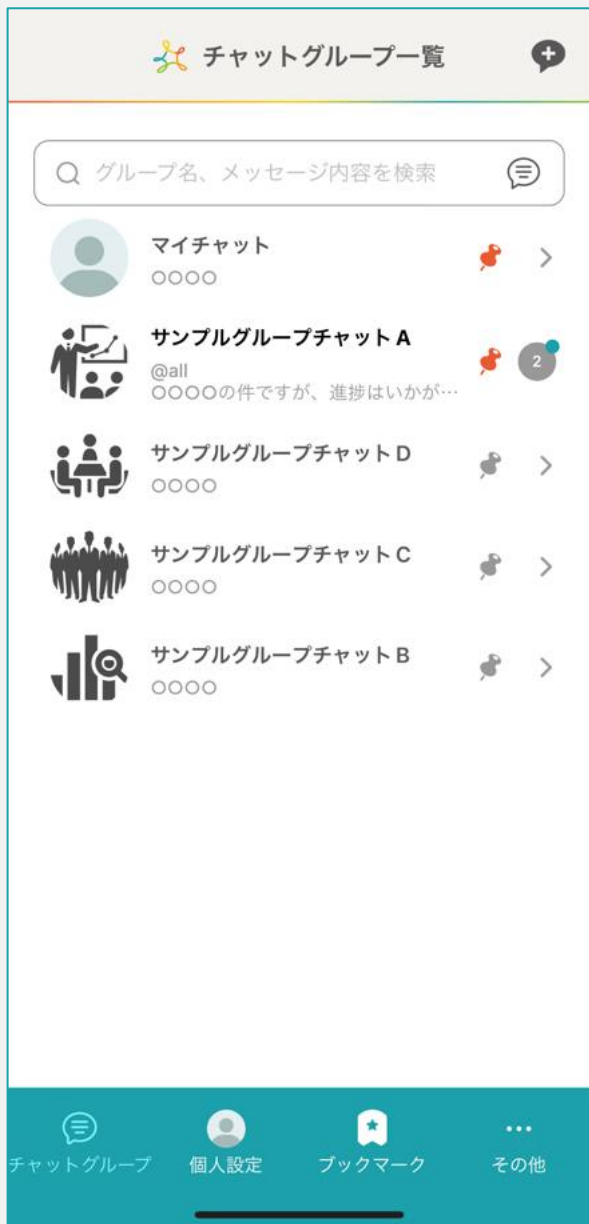 チャットグループ一覧
グループ名、メッセージ内容を検索
マイチャット
○○○○
サンプルグループチャット A
@all
○○○○の件ですが、進捗はいかが…
2
サンプルグループチャット D
○○○○
サンプルグループチャット C
○○○○
サンプルグループチャット B
○○○○
チャットグループ
個人設定
ブックマーク
その他